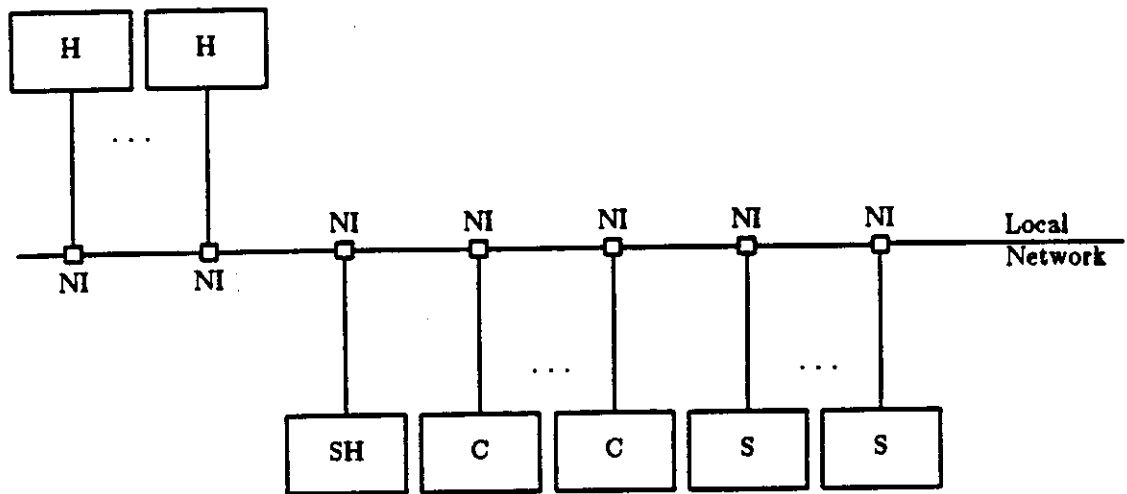 H H
. . .
NI NI NI NI NI Local
Network
NI NI
. . . . . .
SH C C S S